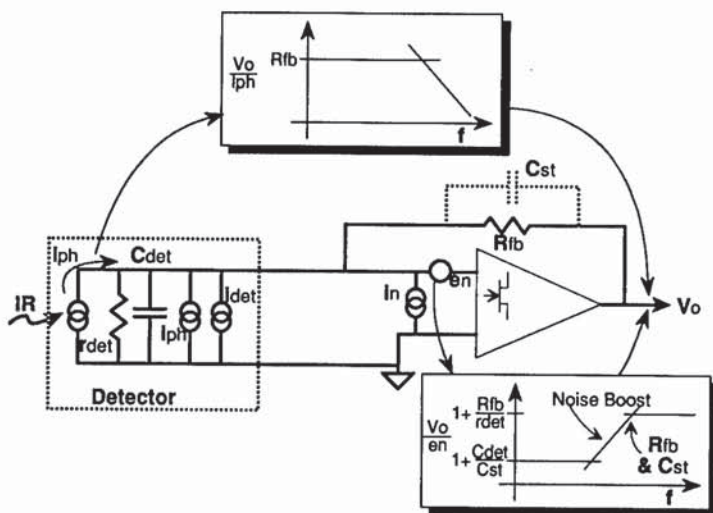 Vo
Iph
Rfb
f
Cst
Rfb
Iph
Cdet
IR
rdet
iph
idet
in
en
Vo
Detector
Noise Boost
Vo
en
1+ Rfb
rdet
1+ Cdet
Cst
Rfb
& Cst
f